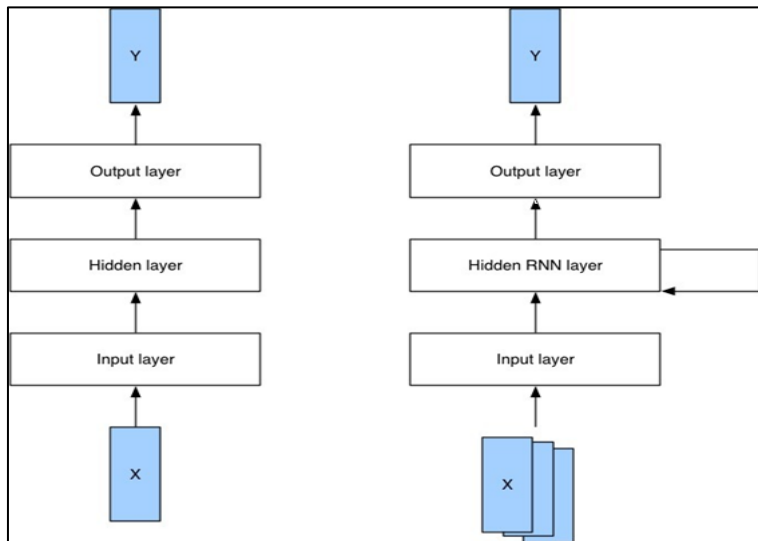 Y
Output layer
Hidden layer
Input layer
X
Y
Output layer
Hidden RNN layer
Input layer
X